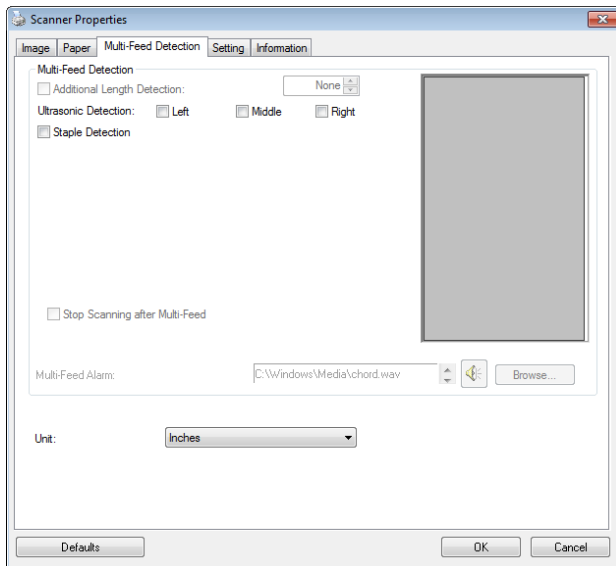 Scanner Properties
Image Paper Multi-Feed Detection Setting Information
Multi-Feed Detection
Additional Length Detection: None
Ultrasonic Detection: Left Middle Right
Staple Detection
Stop Scanning after Multi-Feed
Multi-Feed Alarm: C:\Windows\Media\chord.wav Browse...
Unit: Inches
Defaults OK Cancel